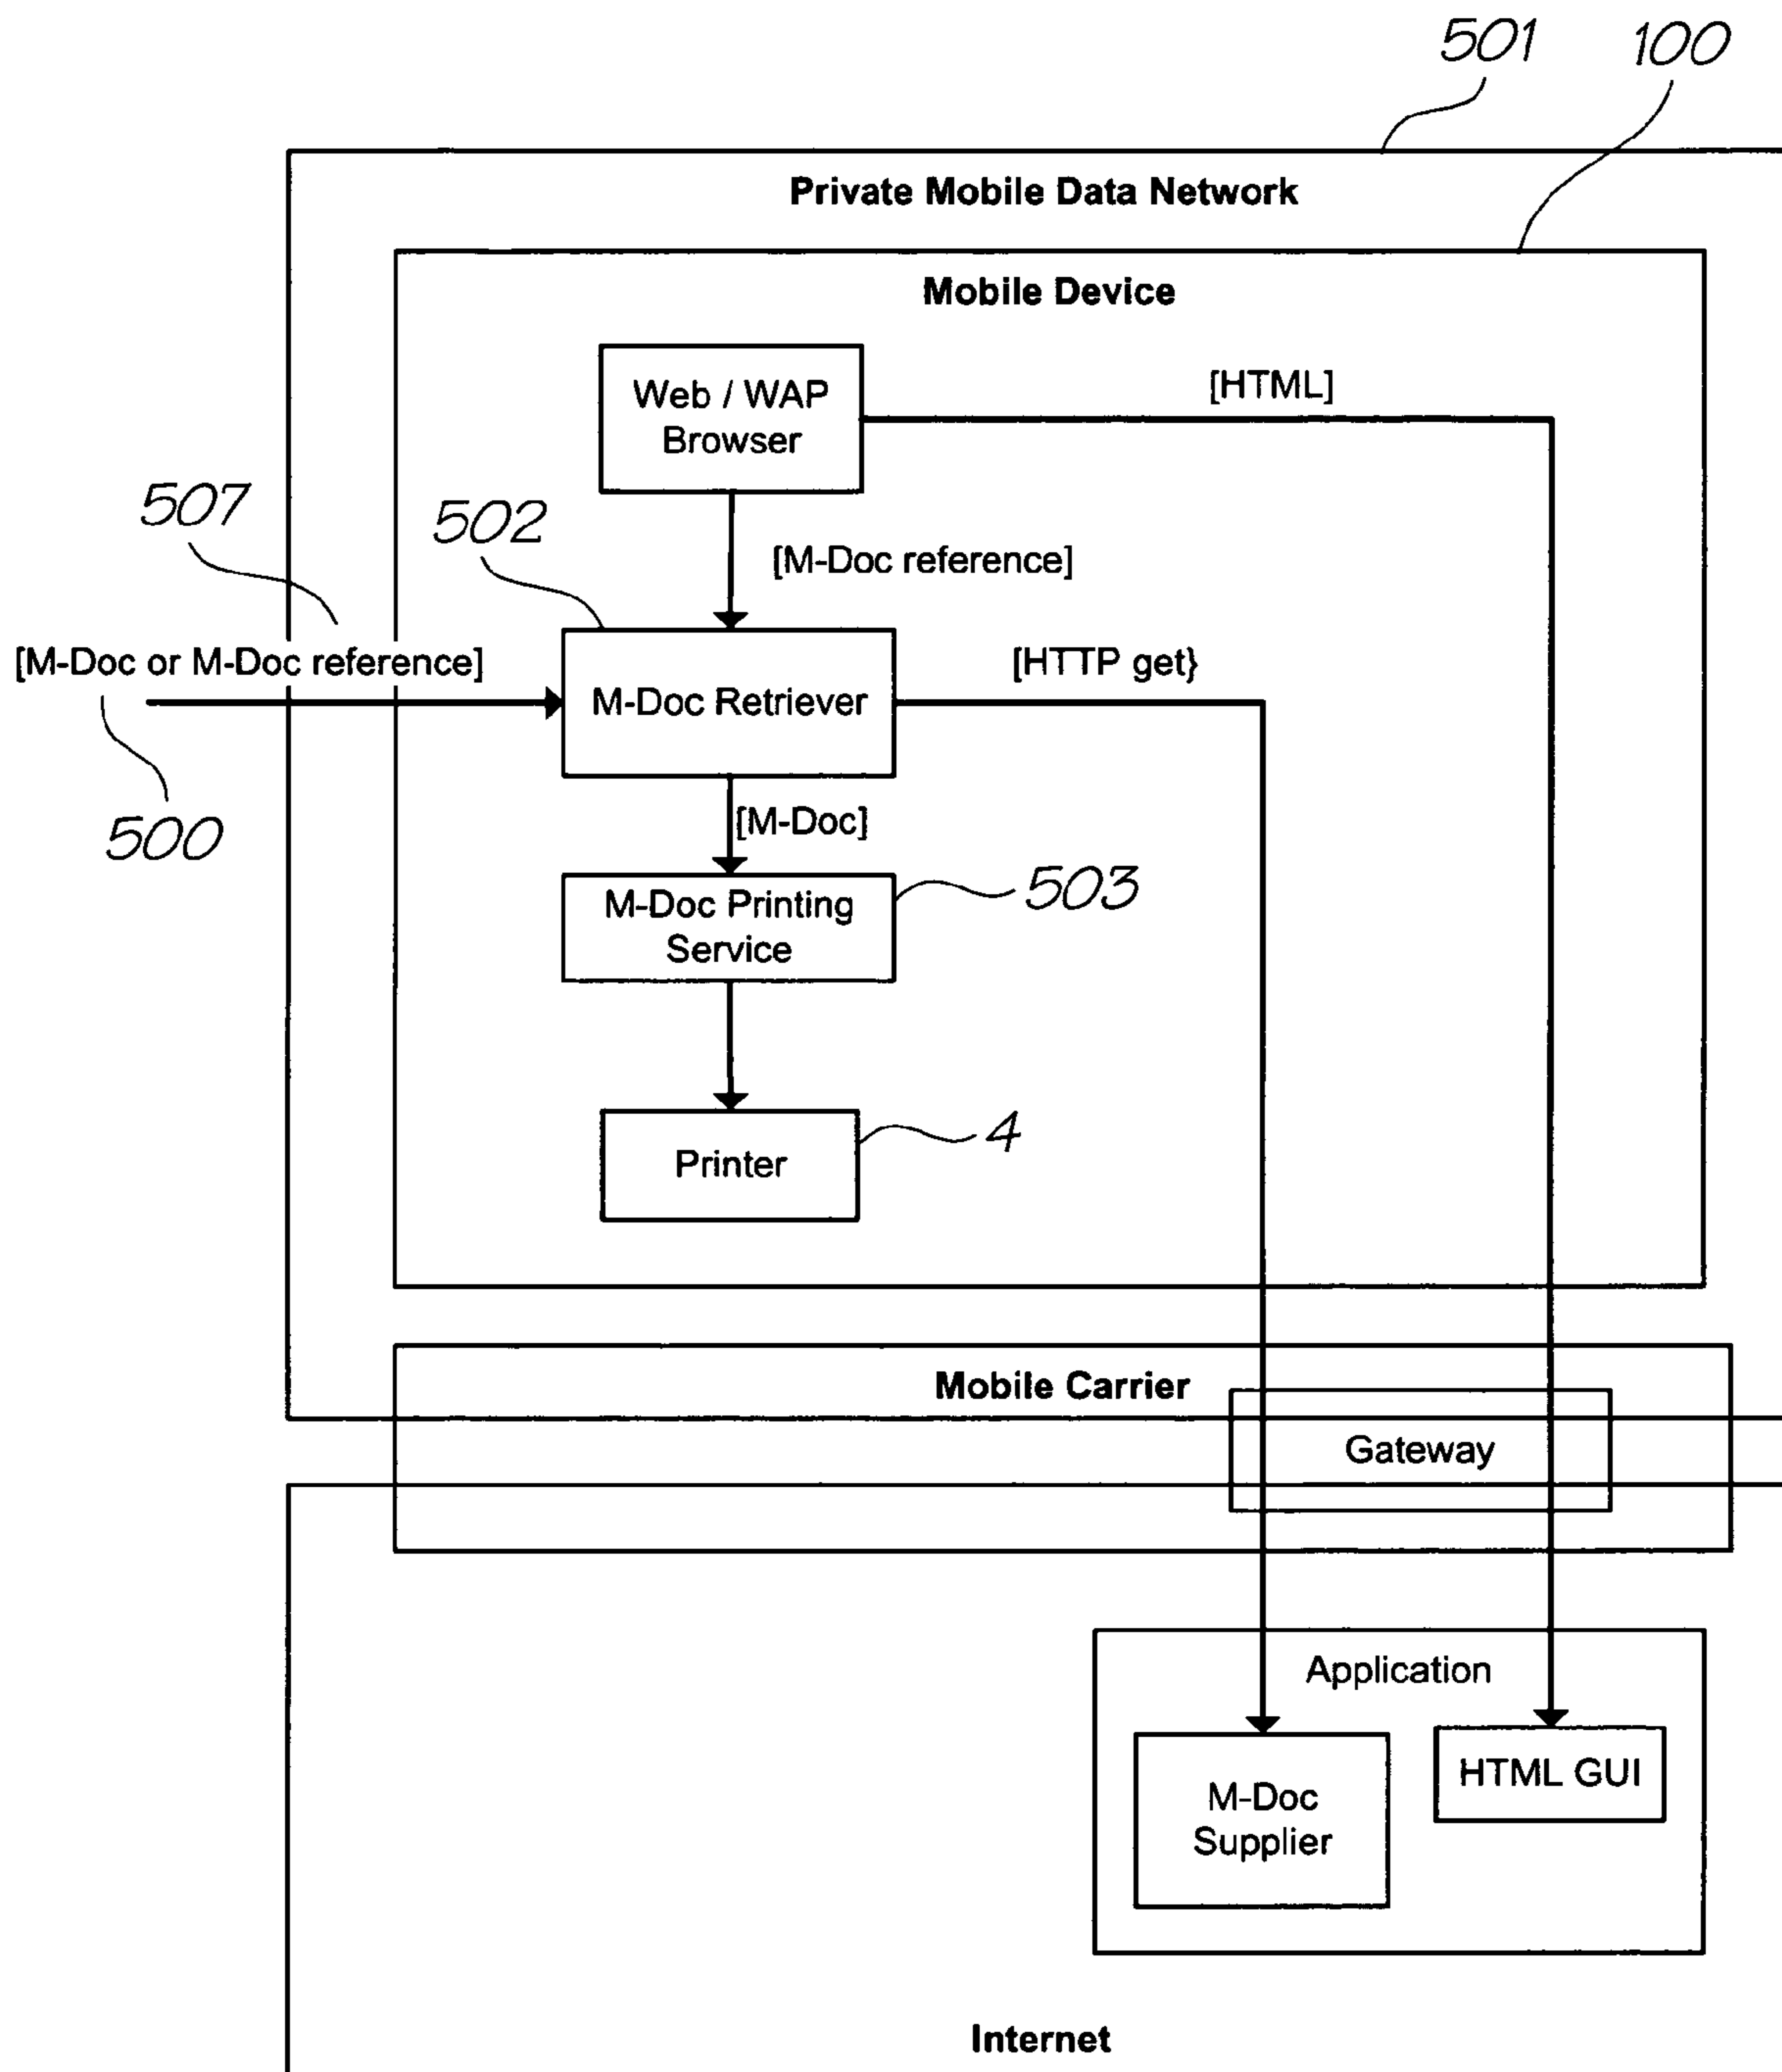 501
100
Private Mobile Data Network
Mobile Device
Web / WAP
Browser
[HTML]
507
502
[M-Doc reference]
[M-Doc or M-Doc reference]
M-Doc Retriever
[HTTP get}
500
[M-Doc]
M-Doc Printing
Service
503
Printer
4
Mobile Carrier
Gateway
Application
M-Doc
Supplier
HTML GUI
Internet